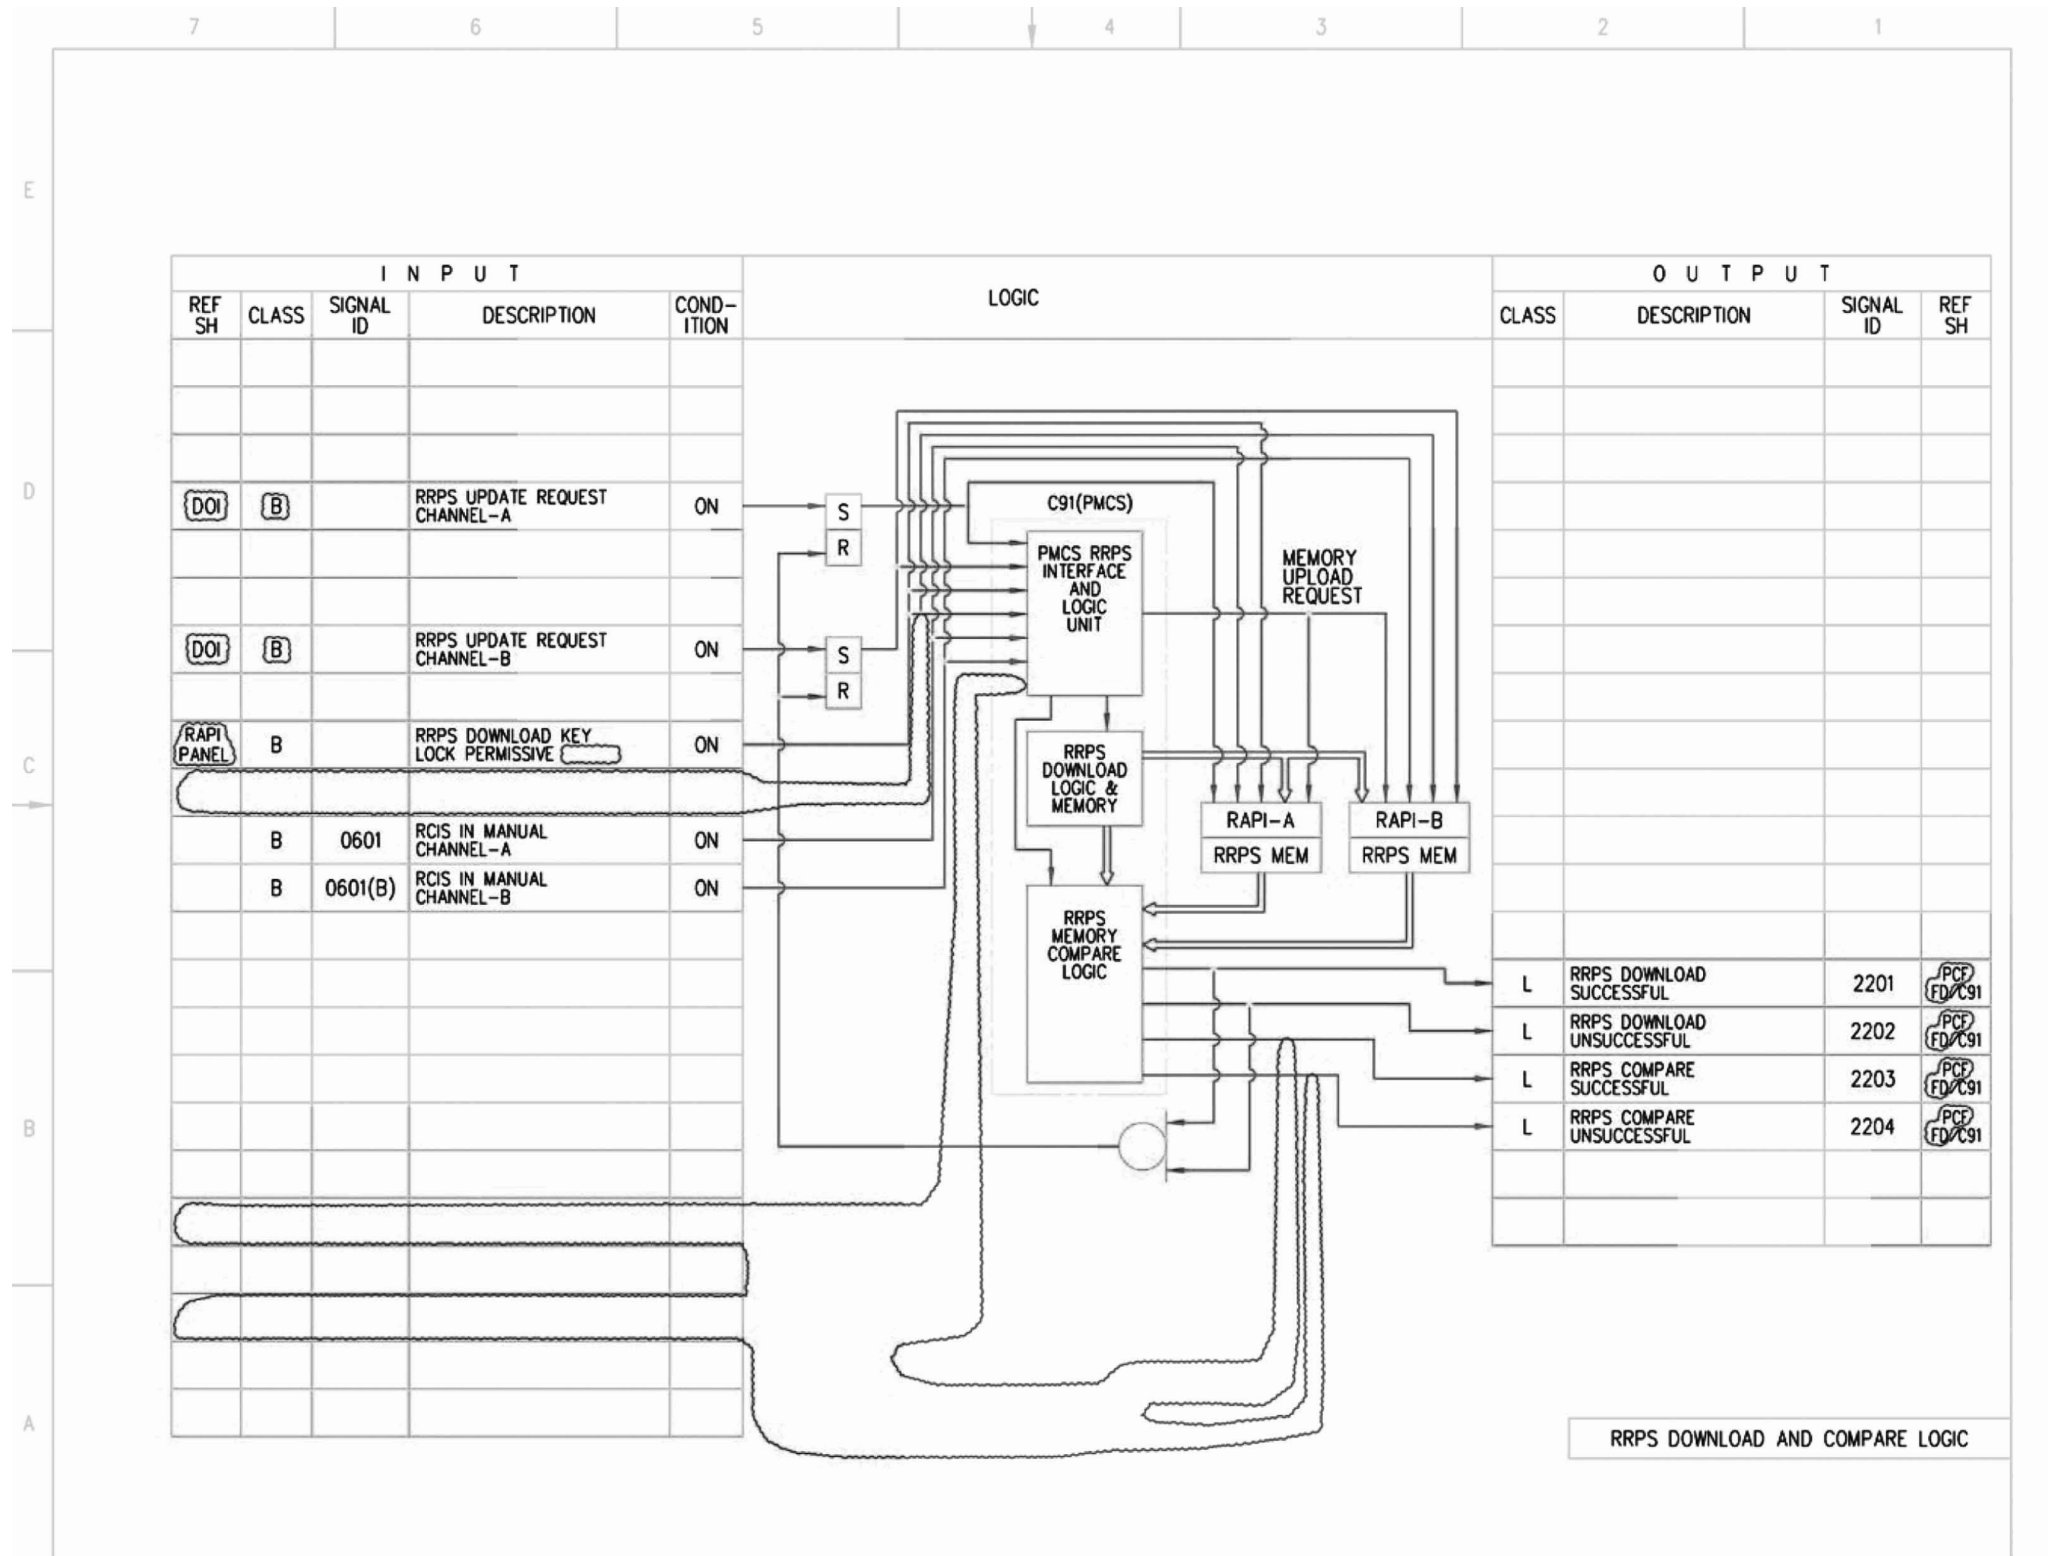 7 6 5 4 3 2 1
E
D
C
B
A
I N P U T
LOGIC
O U T P U T
REF SH
CLASS
SIGNAL ID
DESCRIPTION
COND-ITION
CLASS
DESCRIPTION
SIGNAL ID
REF SH
DOI B RRPS UPDATE REQUEST
CHANNEL-A
ON
DOI B RRPS UPDATE REQUEST
CHANNEL-B
ON
RAPI
PANEL
B
RRPS DOWNLOAD KEY
LOCK PERMISSIVE
ON
B 0601 RCIS IN MANUAL
CHANNEL-A
ON
B 0601(B) RCIS IN MANUAL
CHANNEL-B
ON
S
R
S
R
C91(PMCS)
PMCS RRPS
INTERFACE
AND
LOGIC
UNIT
MEMORY
UPLOAD
REQUEST
RRPS
DOWNLOAD
LOGIC &
MEMORY
RAPI-A
RRPS MEM
RAPI-B
RRPS MEM
RRPS
MEMORY
COMPARE
LOGIC
L RRPS DOWNLOAD
SUCCESSFUL
2201
PCF
FD/C91
L RRPS DOWNLOAD
UNSUCCESSFUL
2202
PCF
FD/C91
L RRPS COMPARE
SUCCESSFUL
2203
PCF
FD/C91
L RRPS COMPARE
UNSUCCESSFUL
2204
PCF
FD/C91
RRPS DOWNLOAD AND COMPARE LOGIC